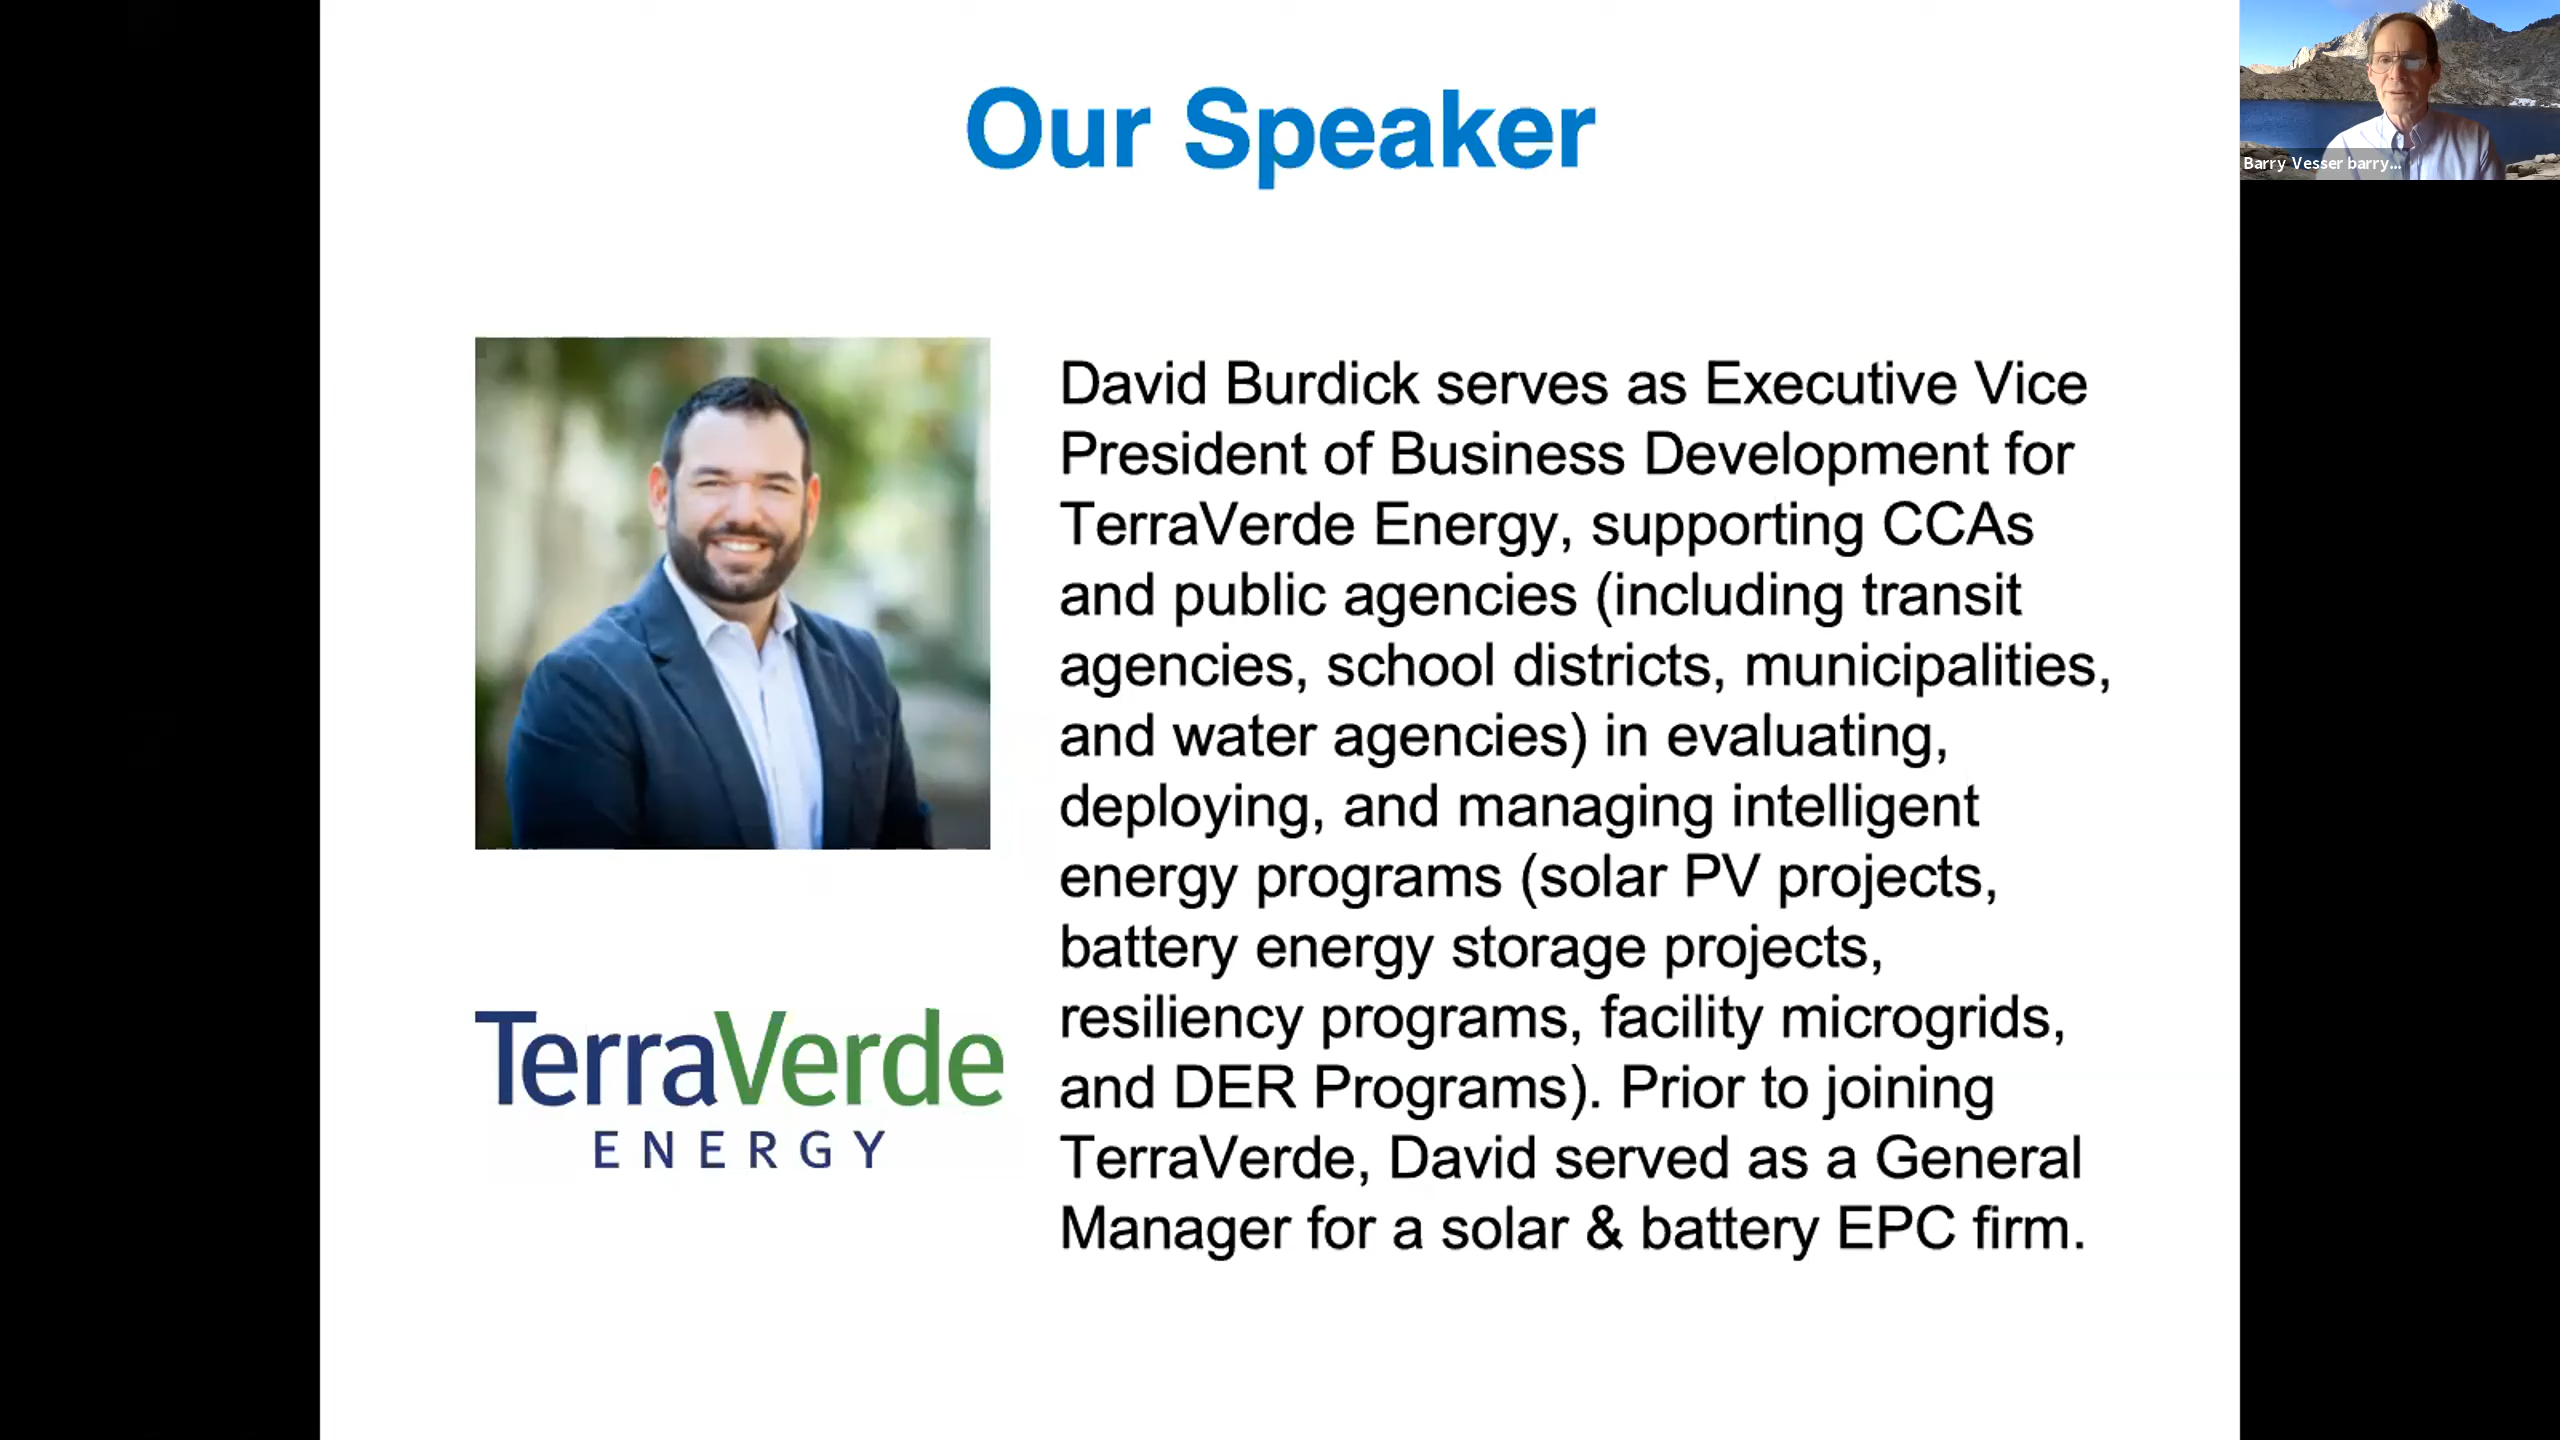 Our Speaker
David Burdick serves as Executive Vice
President of Business Development for
TerraVerde Energy, supporting CCAs
and public agencies (including transit
agencies, school districts, municipalities,
and water agencies) in evaluating,
deploying, and managing intelligent
energy programs (solar PV projects,
battery energy storage projects,
resiliency programs, facility microgrids,
and DER Programs). Prior to joining
TerraVerde, David served as a General
Manager for a solar & battery EPC firm.
TerraVerde
ENERGY
Barry Vesser barry...